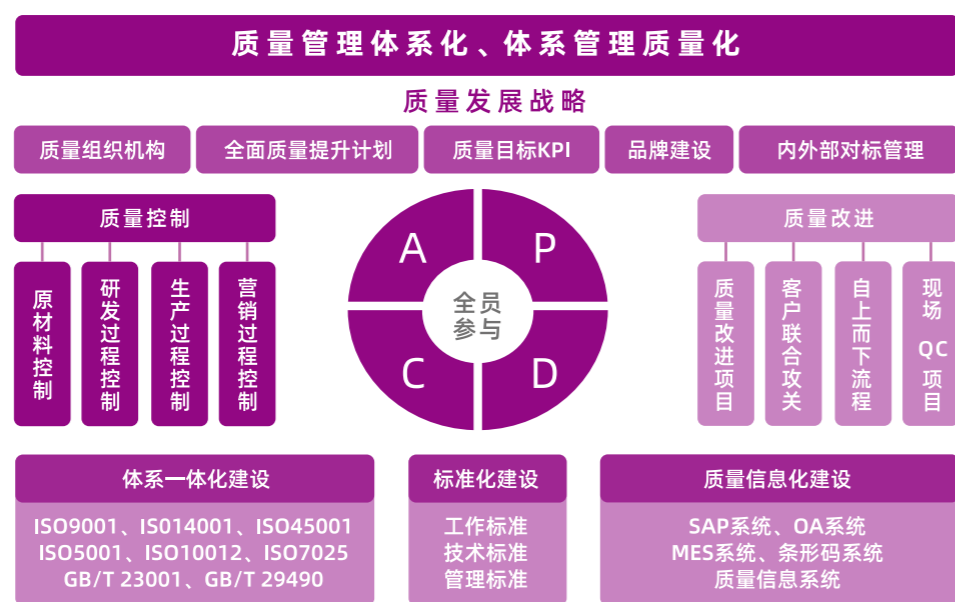 质量管理体系化、体系管理质量化
质量发展战略
质量组织机构
全面质量提升计划
质量目标KPI
品牌建设
内外部对标管理
质量控制
原材料控制
研发过程控制
生产过程控制
营销过程控制
A
P
全员
参与
C
D
质量改进
质量改进项目
客户联合攻关
自上而下流程
现场QC项目
体系一体化建设
ISO9001、IS014001、ISO45001
ISO5001、ISO10012、ISO7025
GB/T 23001、GB/T 29490
标准化建设
工作标准
技术标准
管理标准
质量信息化建设
SAP系统、OA系统
MES系统、条形码系统
质量信息系统